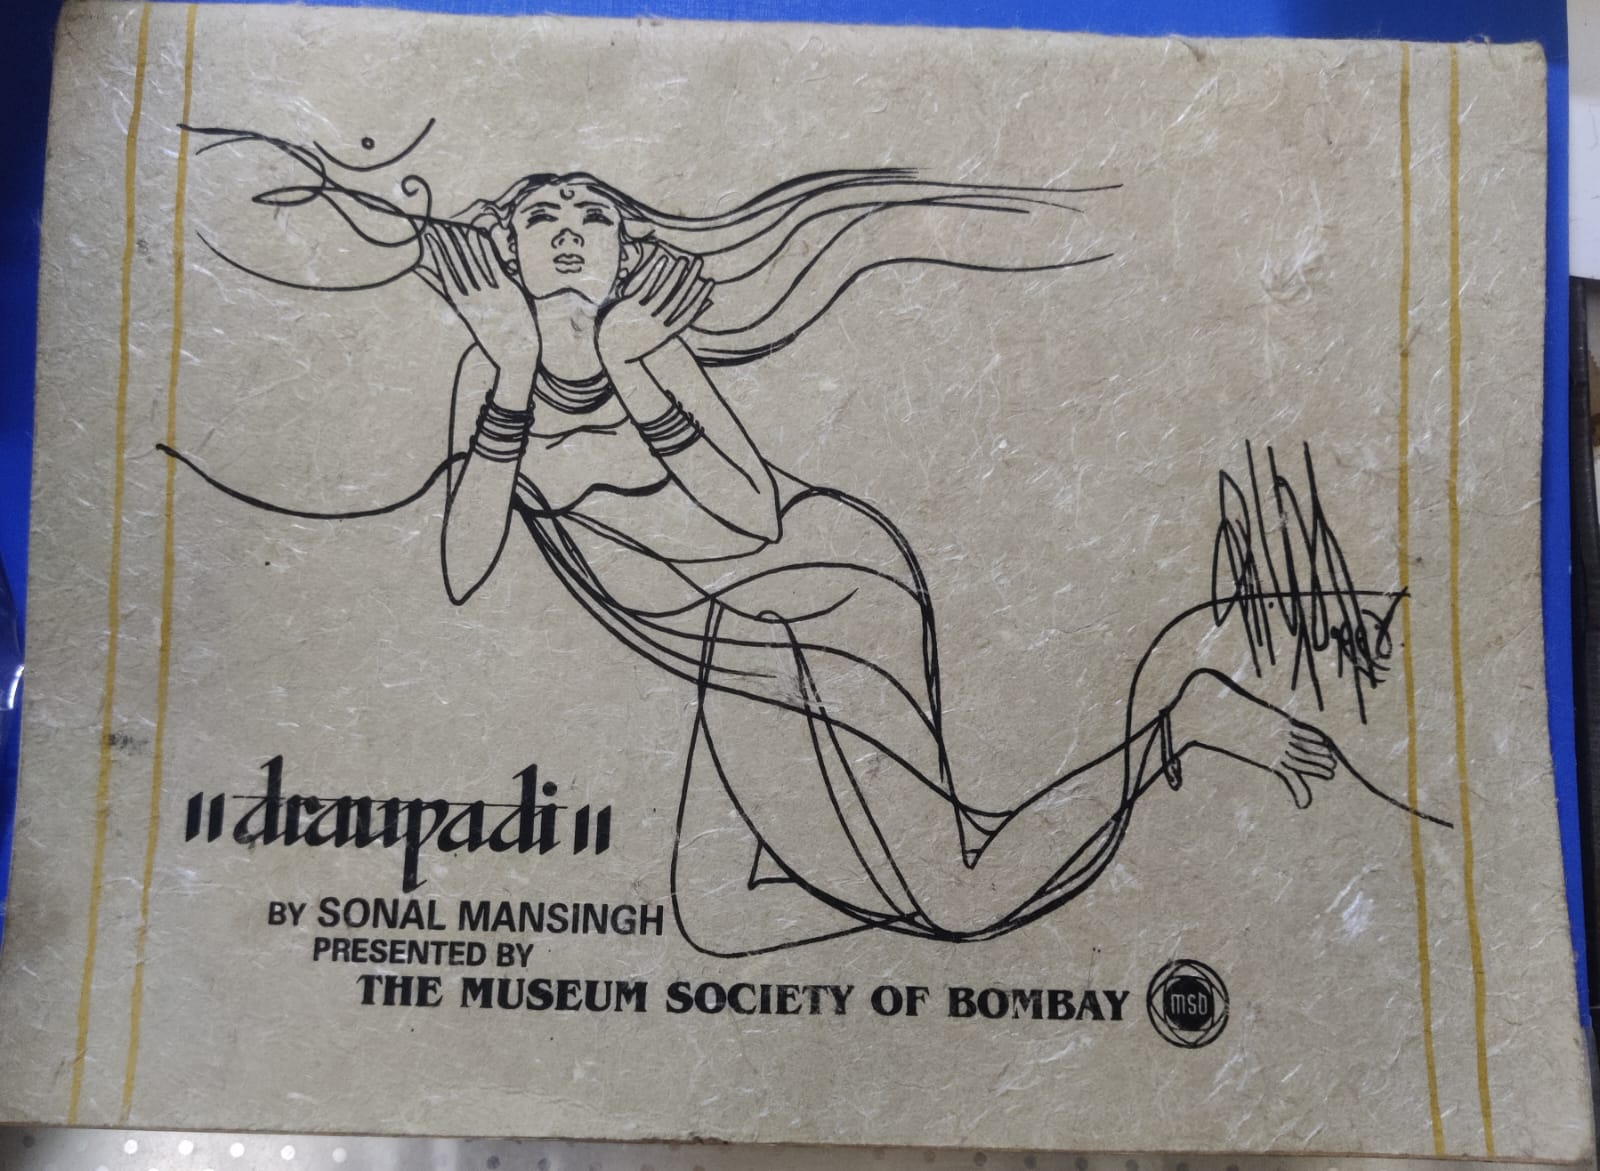 ॥draupadi॥
BY SONAL MANSINGH
PRESENTED BY
THE MUSEUM SOCIETY OF BOMBAY
msb